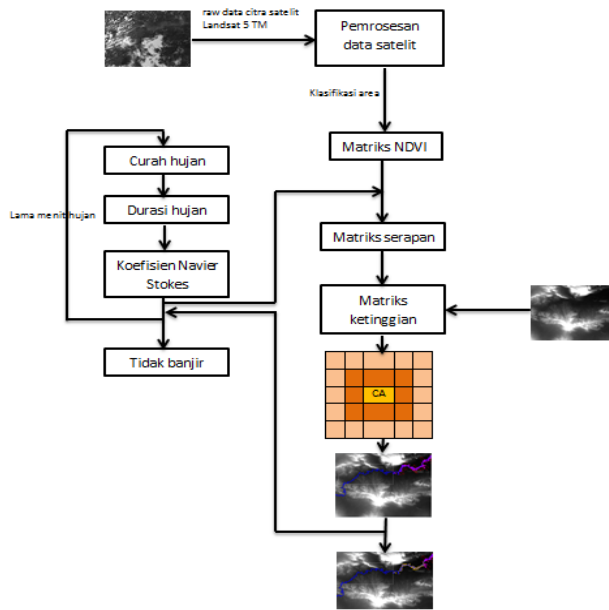 raw data citra satelit
Landsat 5 TM
Pemrosesan
data satelit
Klasifikasi area
Matriks NDVI
Curah hujan
Lama menit hujan
Durasi hujan
Matriks serapan
Koefisien Navier
Stokes
Matriks
ketinggian
Tidak banjir
CA